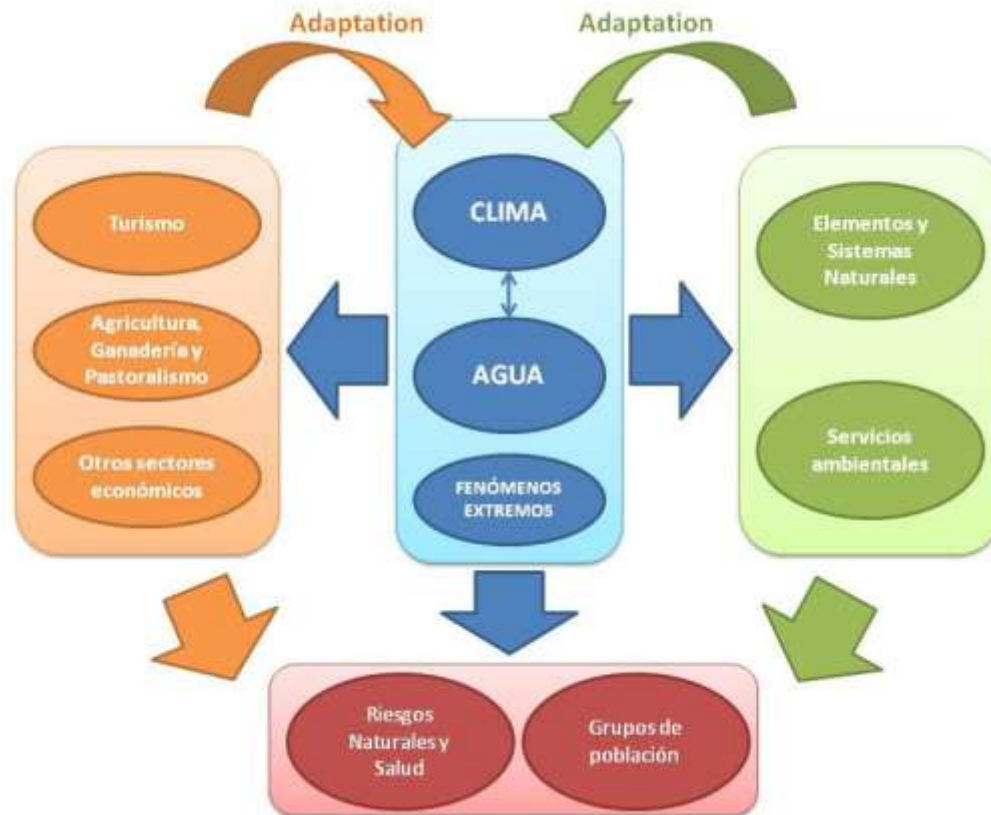 Adaptation
Adaptation
Turismo
Agricultura,
Ganadería y
Pastoralismo
Otros sectores
económicos
CLIMA
AGUA
FENÓMENOS
EXTREMOS
Elementos y
Sistemas
Naturales
Servicios
ambientales
Riesgos
Naturales y
Salud
Grupos de
población